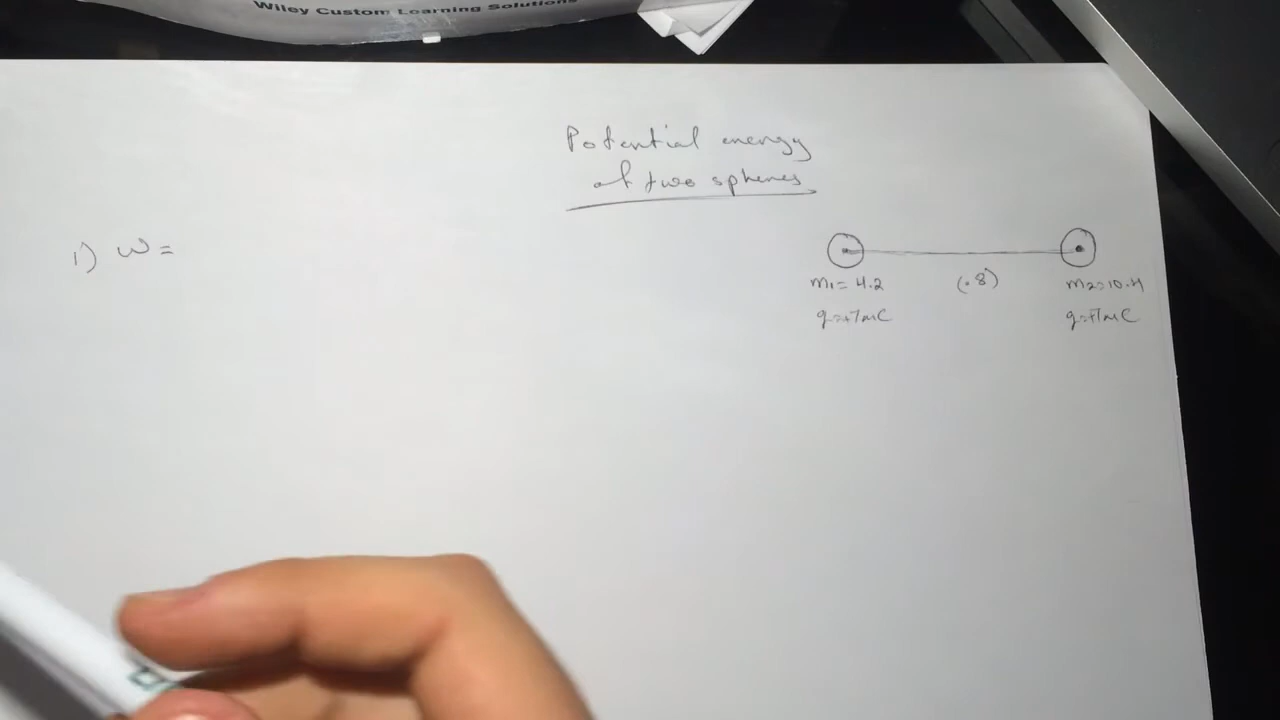 Wiley Custom Learning Solutions
Potential energy
of two spheres
1) W =
m1= 4.2
(.8)
m2=10.4
q=+7mC
q=+7mC